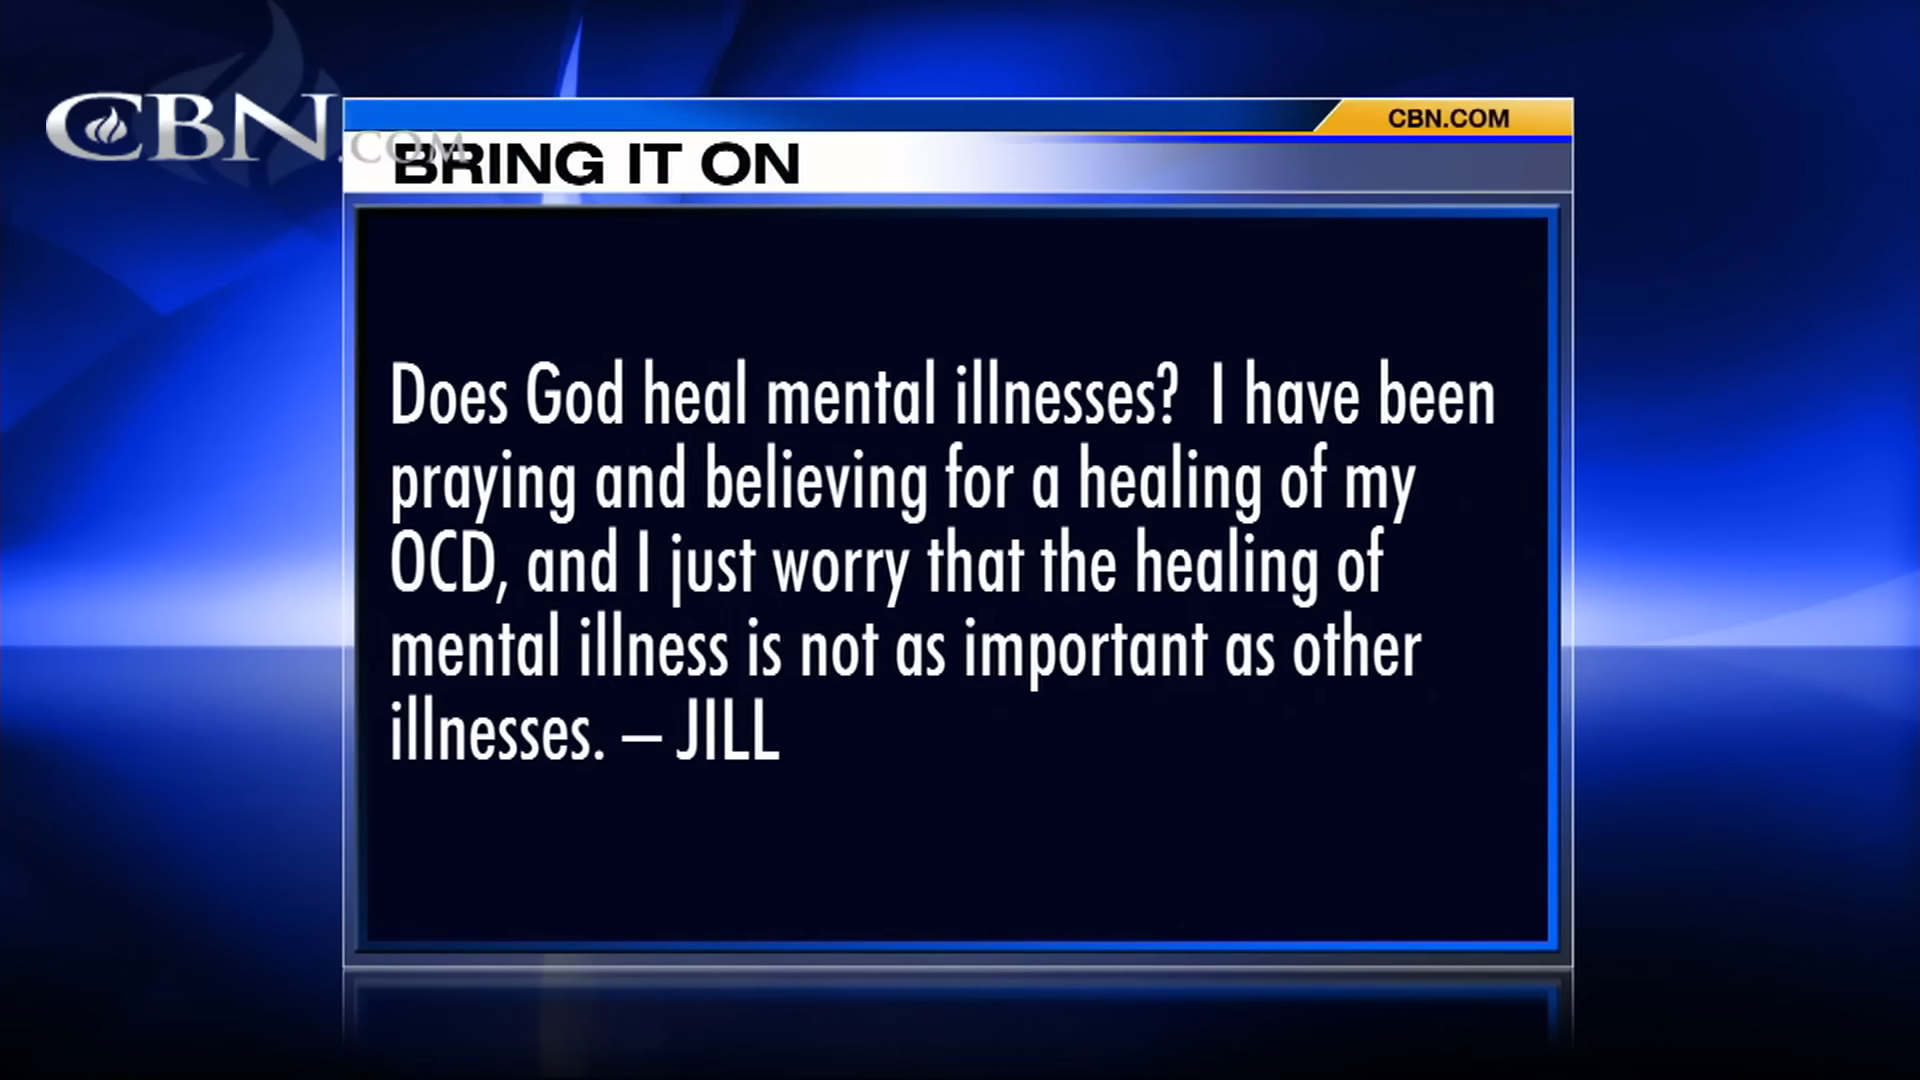 CBN.COM
CBN.COM
BRING IT ON
Does God heal mental illnesses?  I have been
praying and believing for a healing of my
OCD, and I just worry that the healing of
mental illness is not as important as other
illnesses. – JILL